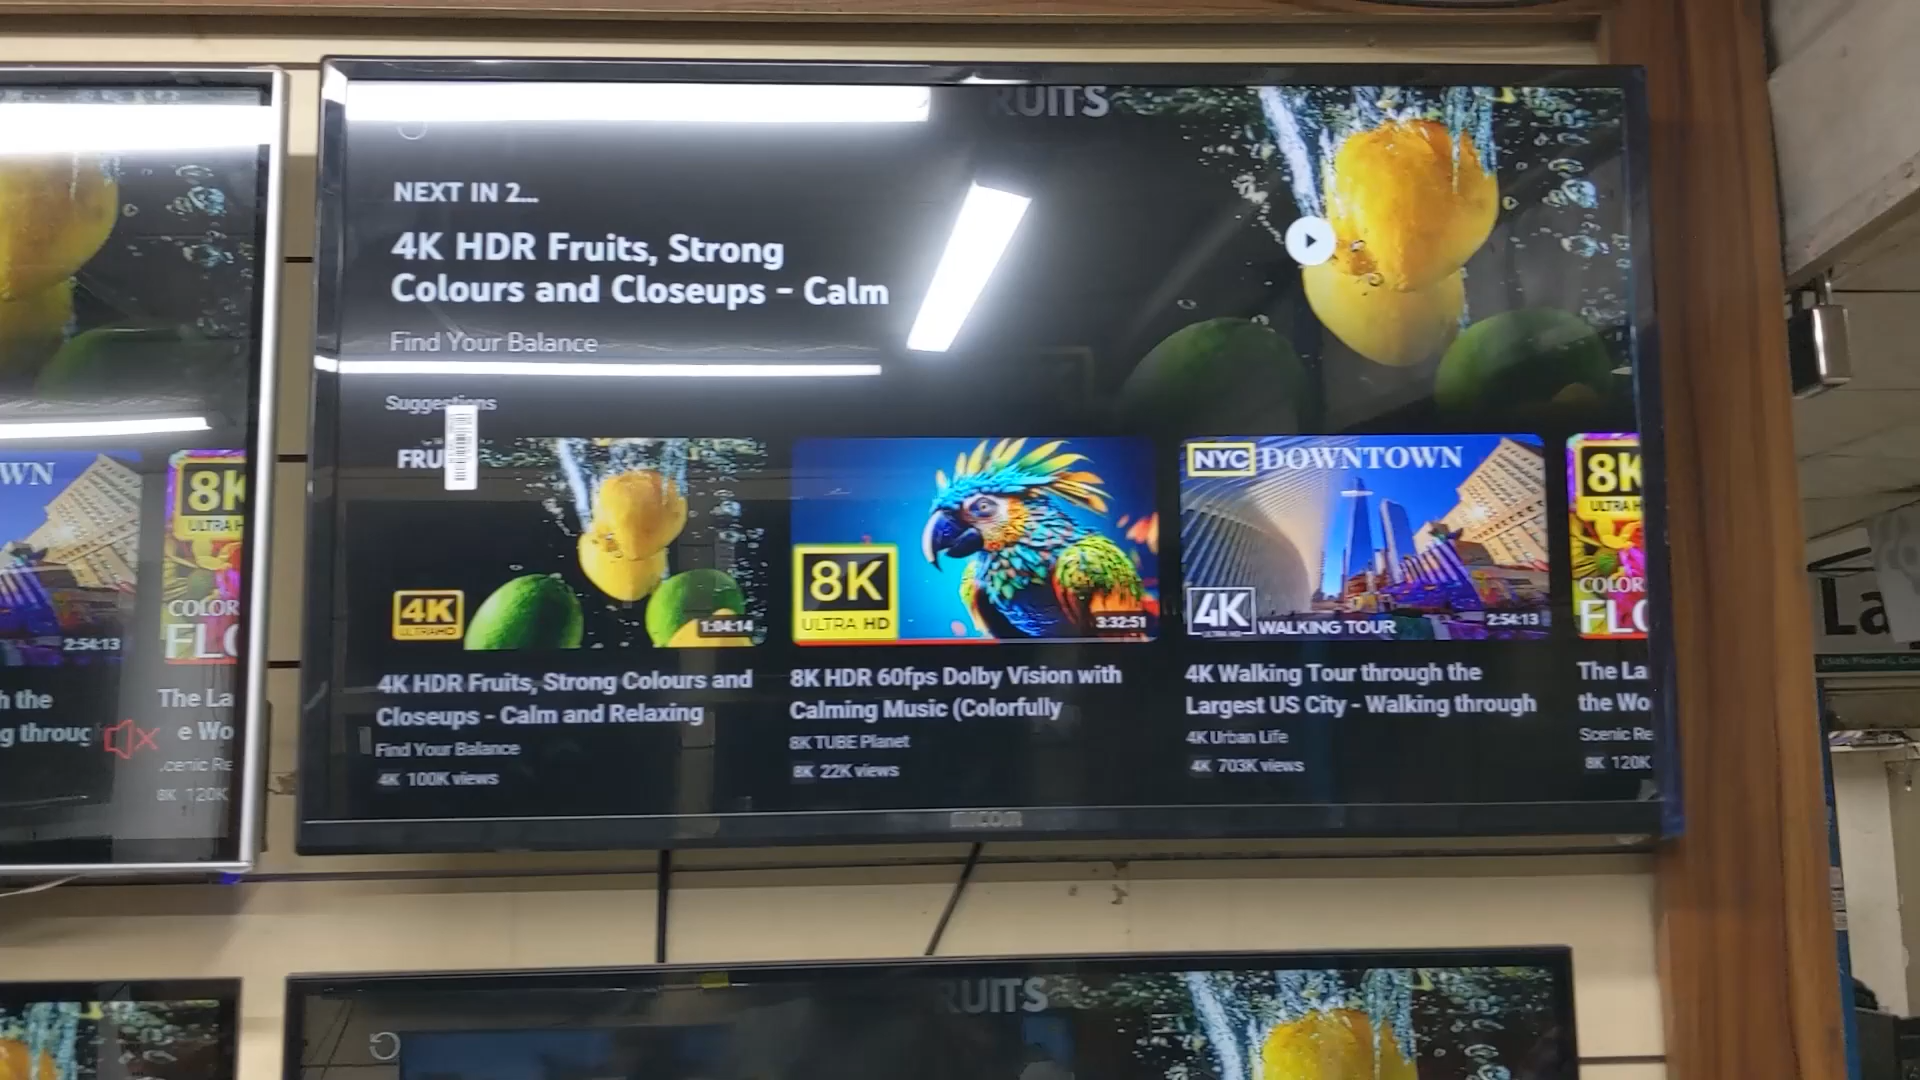 RUITS
NEXT IN 2...
4K HDR Fruits, Strong
Colours and Closeups - Calm
Find Your Balance
Suggestions
FRU
4K
ULTRAHD
1:04:14
4K HDR Fruits, Strong Colours and
Closeups - Calm and Relaxing
Find Your Balance
4K 100K views
8K
ULTRA HD
3:32:51
8K HDR 60fps Dolby Vision with
Calming Music (Colorfully
8K TUBE Planet
8K 22K views
NYC DOWNTOWN
4K
ULTRA HD
WALKING TOUR
2:54:13
4K Walking Tour through the
Largest US City - Walking through
4K Urban Life
4K 703K views
8K
ULTRA H
COLOR
FLO
The La
the Wo
Scenic Re
8K 120K
WN
2:54:13
h the
g throug
8K
ULTRA H
COLOR
FLO
The La
e Wo
cenic Re
8K 120K
RUITS
La